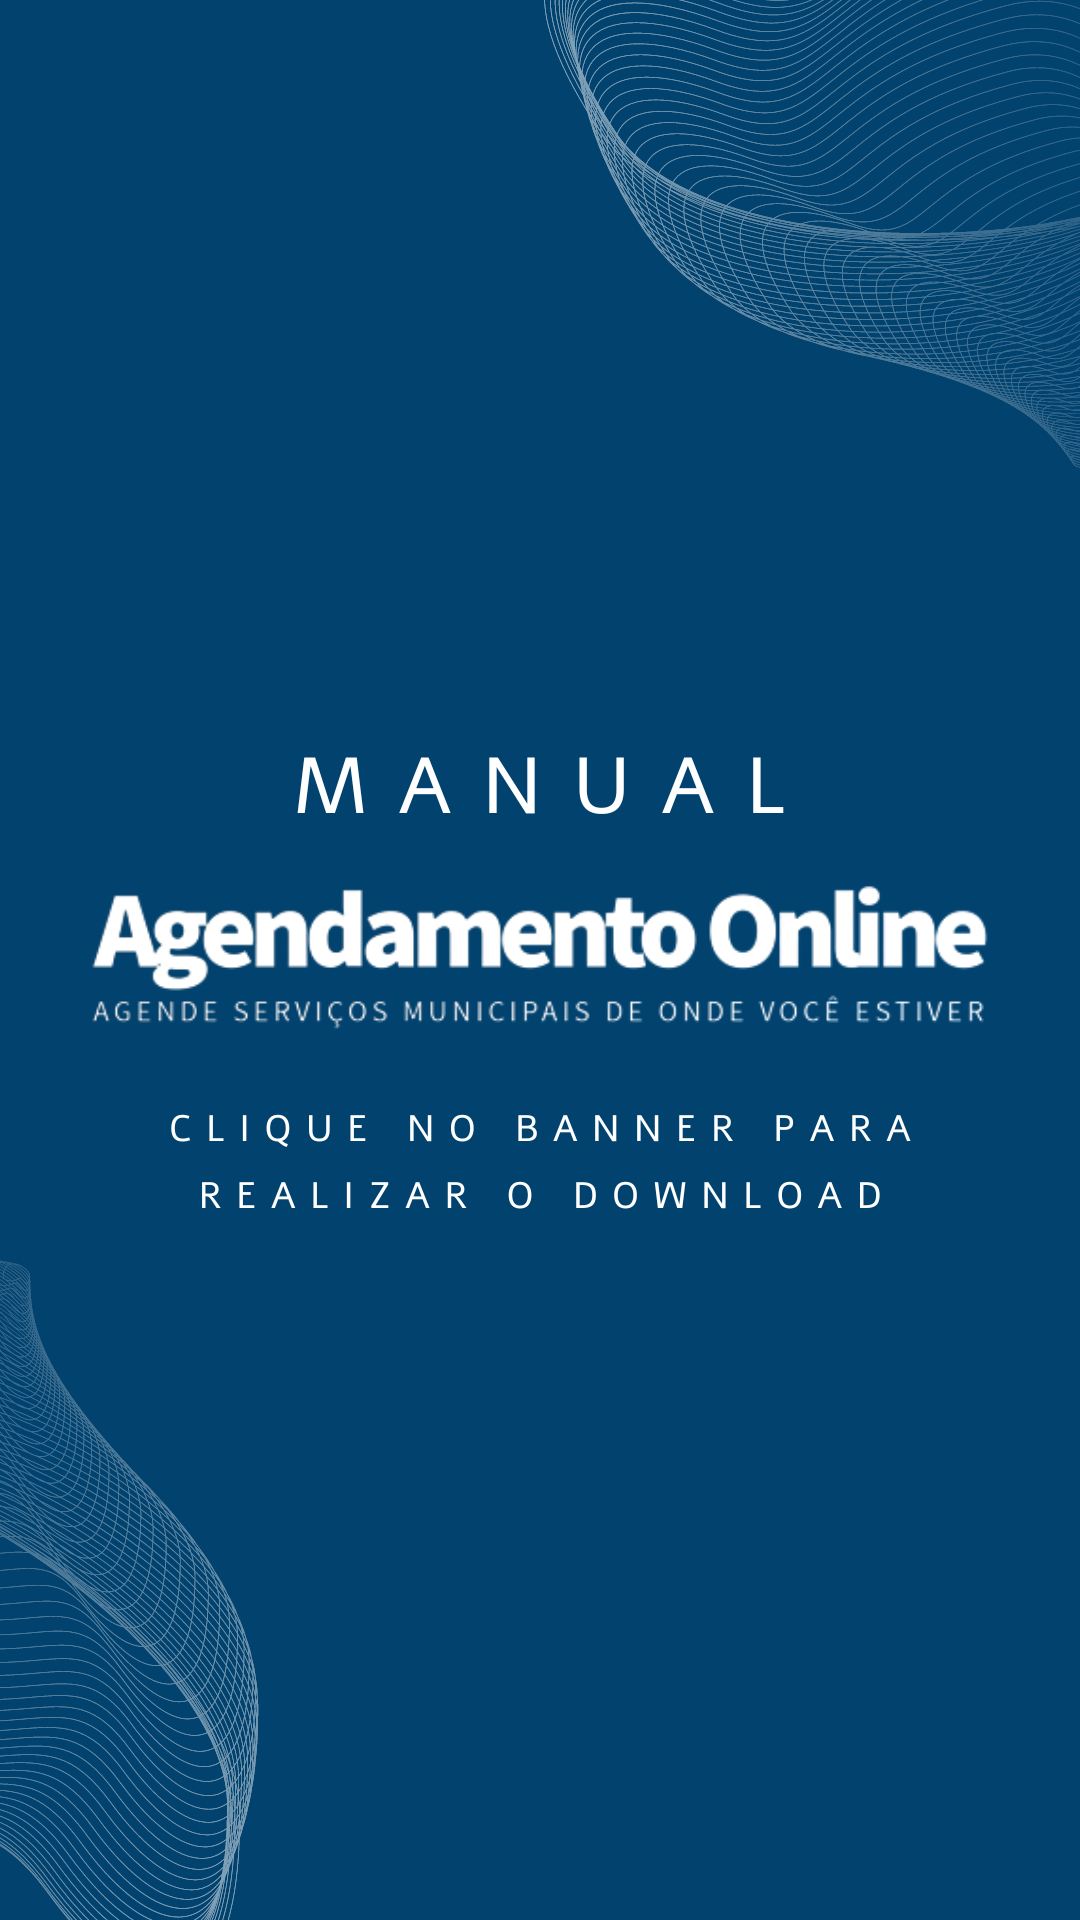 MANUAL
Agendamento Online
AGENDE SERVIÇOS MUNICIPAIS DE ONDE VOCÊ ESTIVER
CLIQUE NO BANNER PARA
REALIZAR O DOWNLOAD